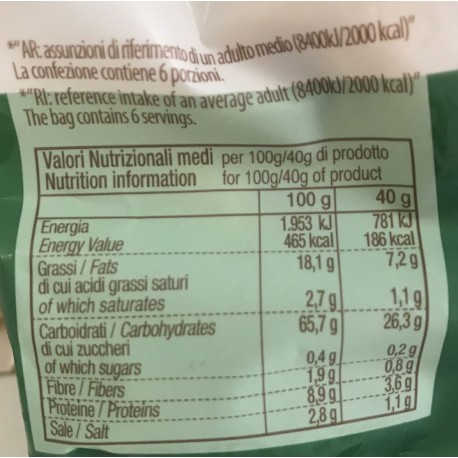 *"AR: assunzioni di riferimento di un adulto medio (8400kJ/2000 kcal)"
La confezione contiene 6 porzioni.
*"RI: reference intake of an average adult (8400kJ/2000 kcal)"
The bag contains 6 servings.
Valori Nutrizionali medi per 100g/40g di prodotto
Nutrition information for 100g/40g of product
100 g 40 g
Energia 1.953 kJ 781 kJ
Energy Value 465 kcal 186 kcal
Grassi / Fats 18,1 g 7,2 g
di cui acidi grassi saturi
of which saturates 2,7 g 1,1 g
Carboidrati / Carbohydrates 65,7 g 26,3 g
di cui zuccheri
of which sugars 0,4 g 0,2 g
Fibre / Fibers 1,9 g 0,8 g
Proteine / Proteins 8,9 g 3,6 g
Sale / Salt 2,8 g 1,1 g